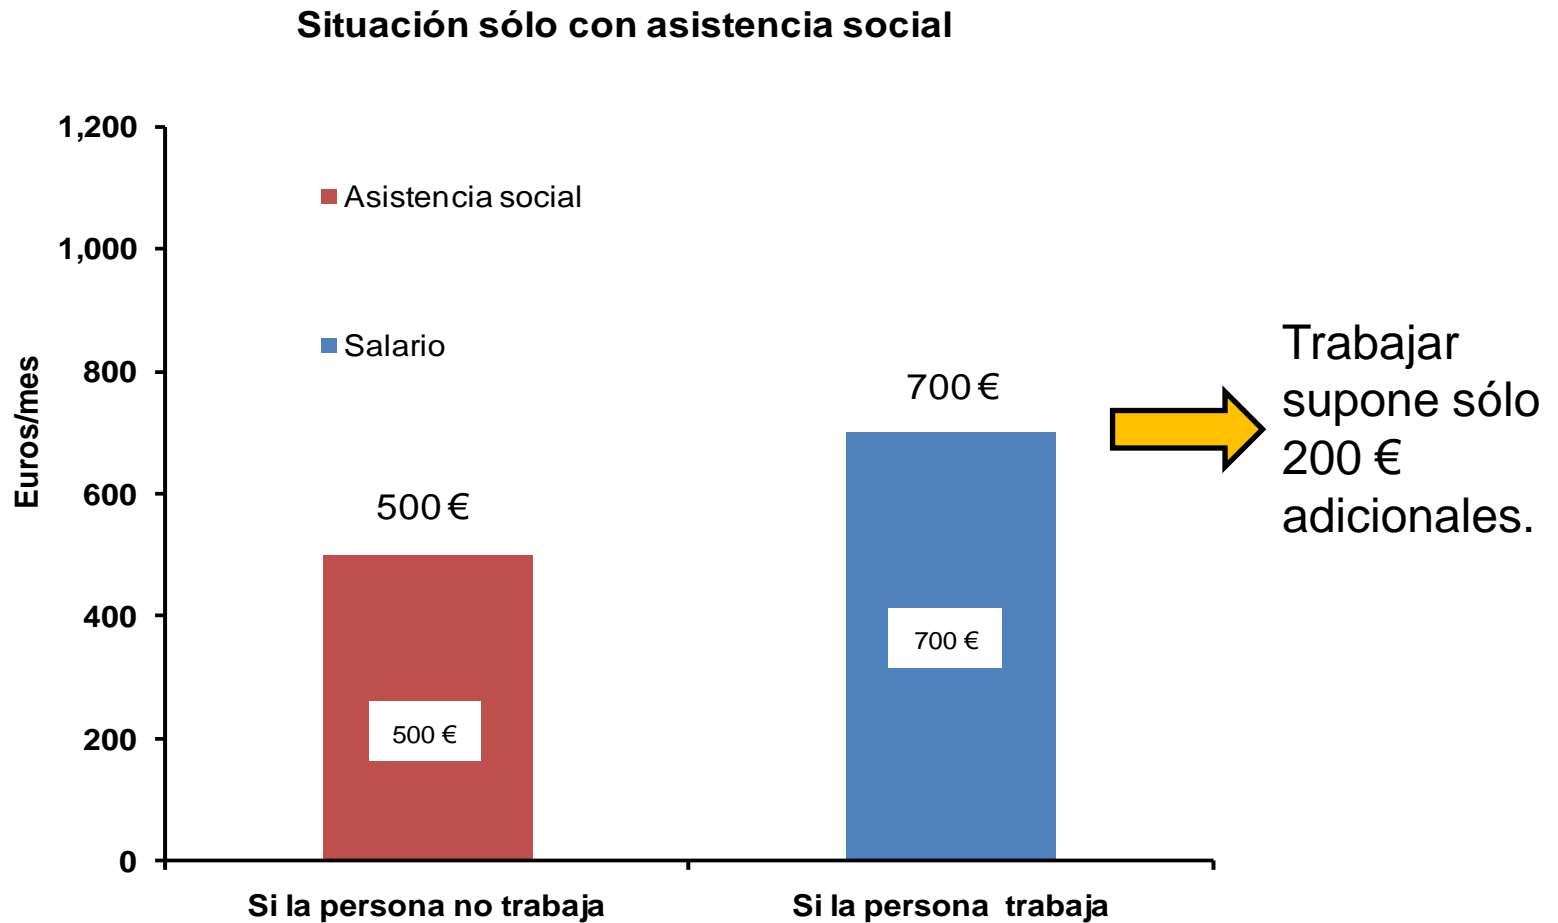 Situación sólo con asistencia social
1,200
1,000
800
600
400
200
0
Euros/mes
Asistencia social
Salario
500 €
500 €
700 €
700 €
Si la persona no trabaja
Si la persona  trabaja
Trabajar
supone sólo
200 €
adicionales.